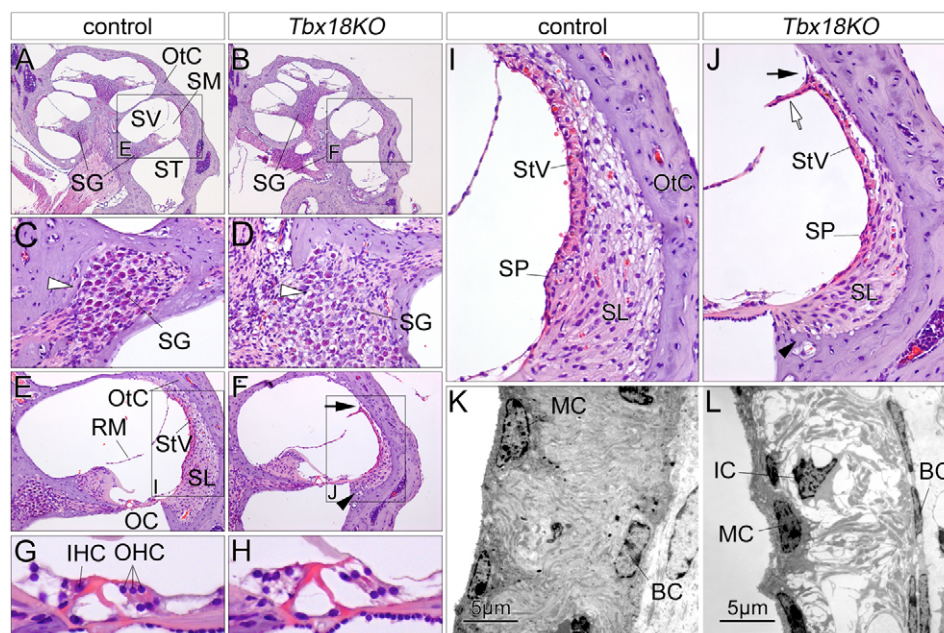 control
Tbx18KO
control
Tbx18KO
A
OtC
SM
SV
E
ST
SG
B
F
SG
C
SG
D
SG
E
OtC
RM
StV
SL
I
OC
F
J
G
IHC
OHC
H
I
StV
OtC
SP
SL
J
StV
SP
SL
K
MC
BC
5µm
L
IC
BC
MC
5µm